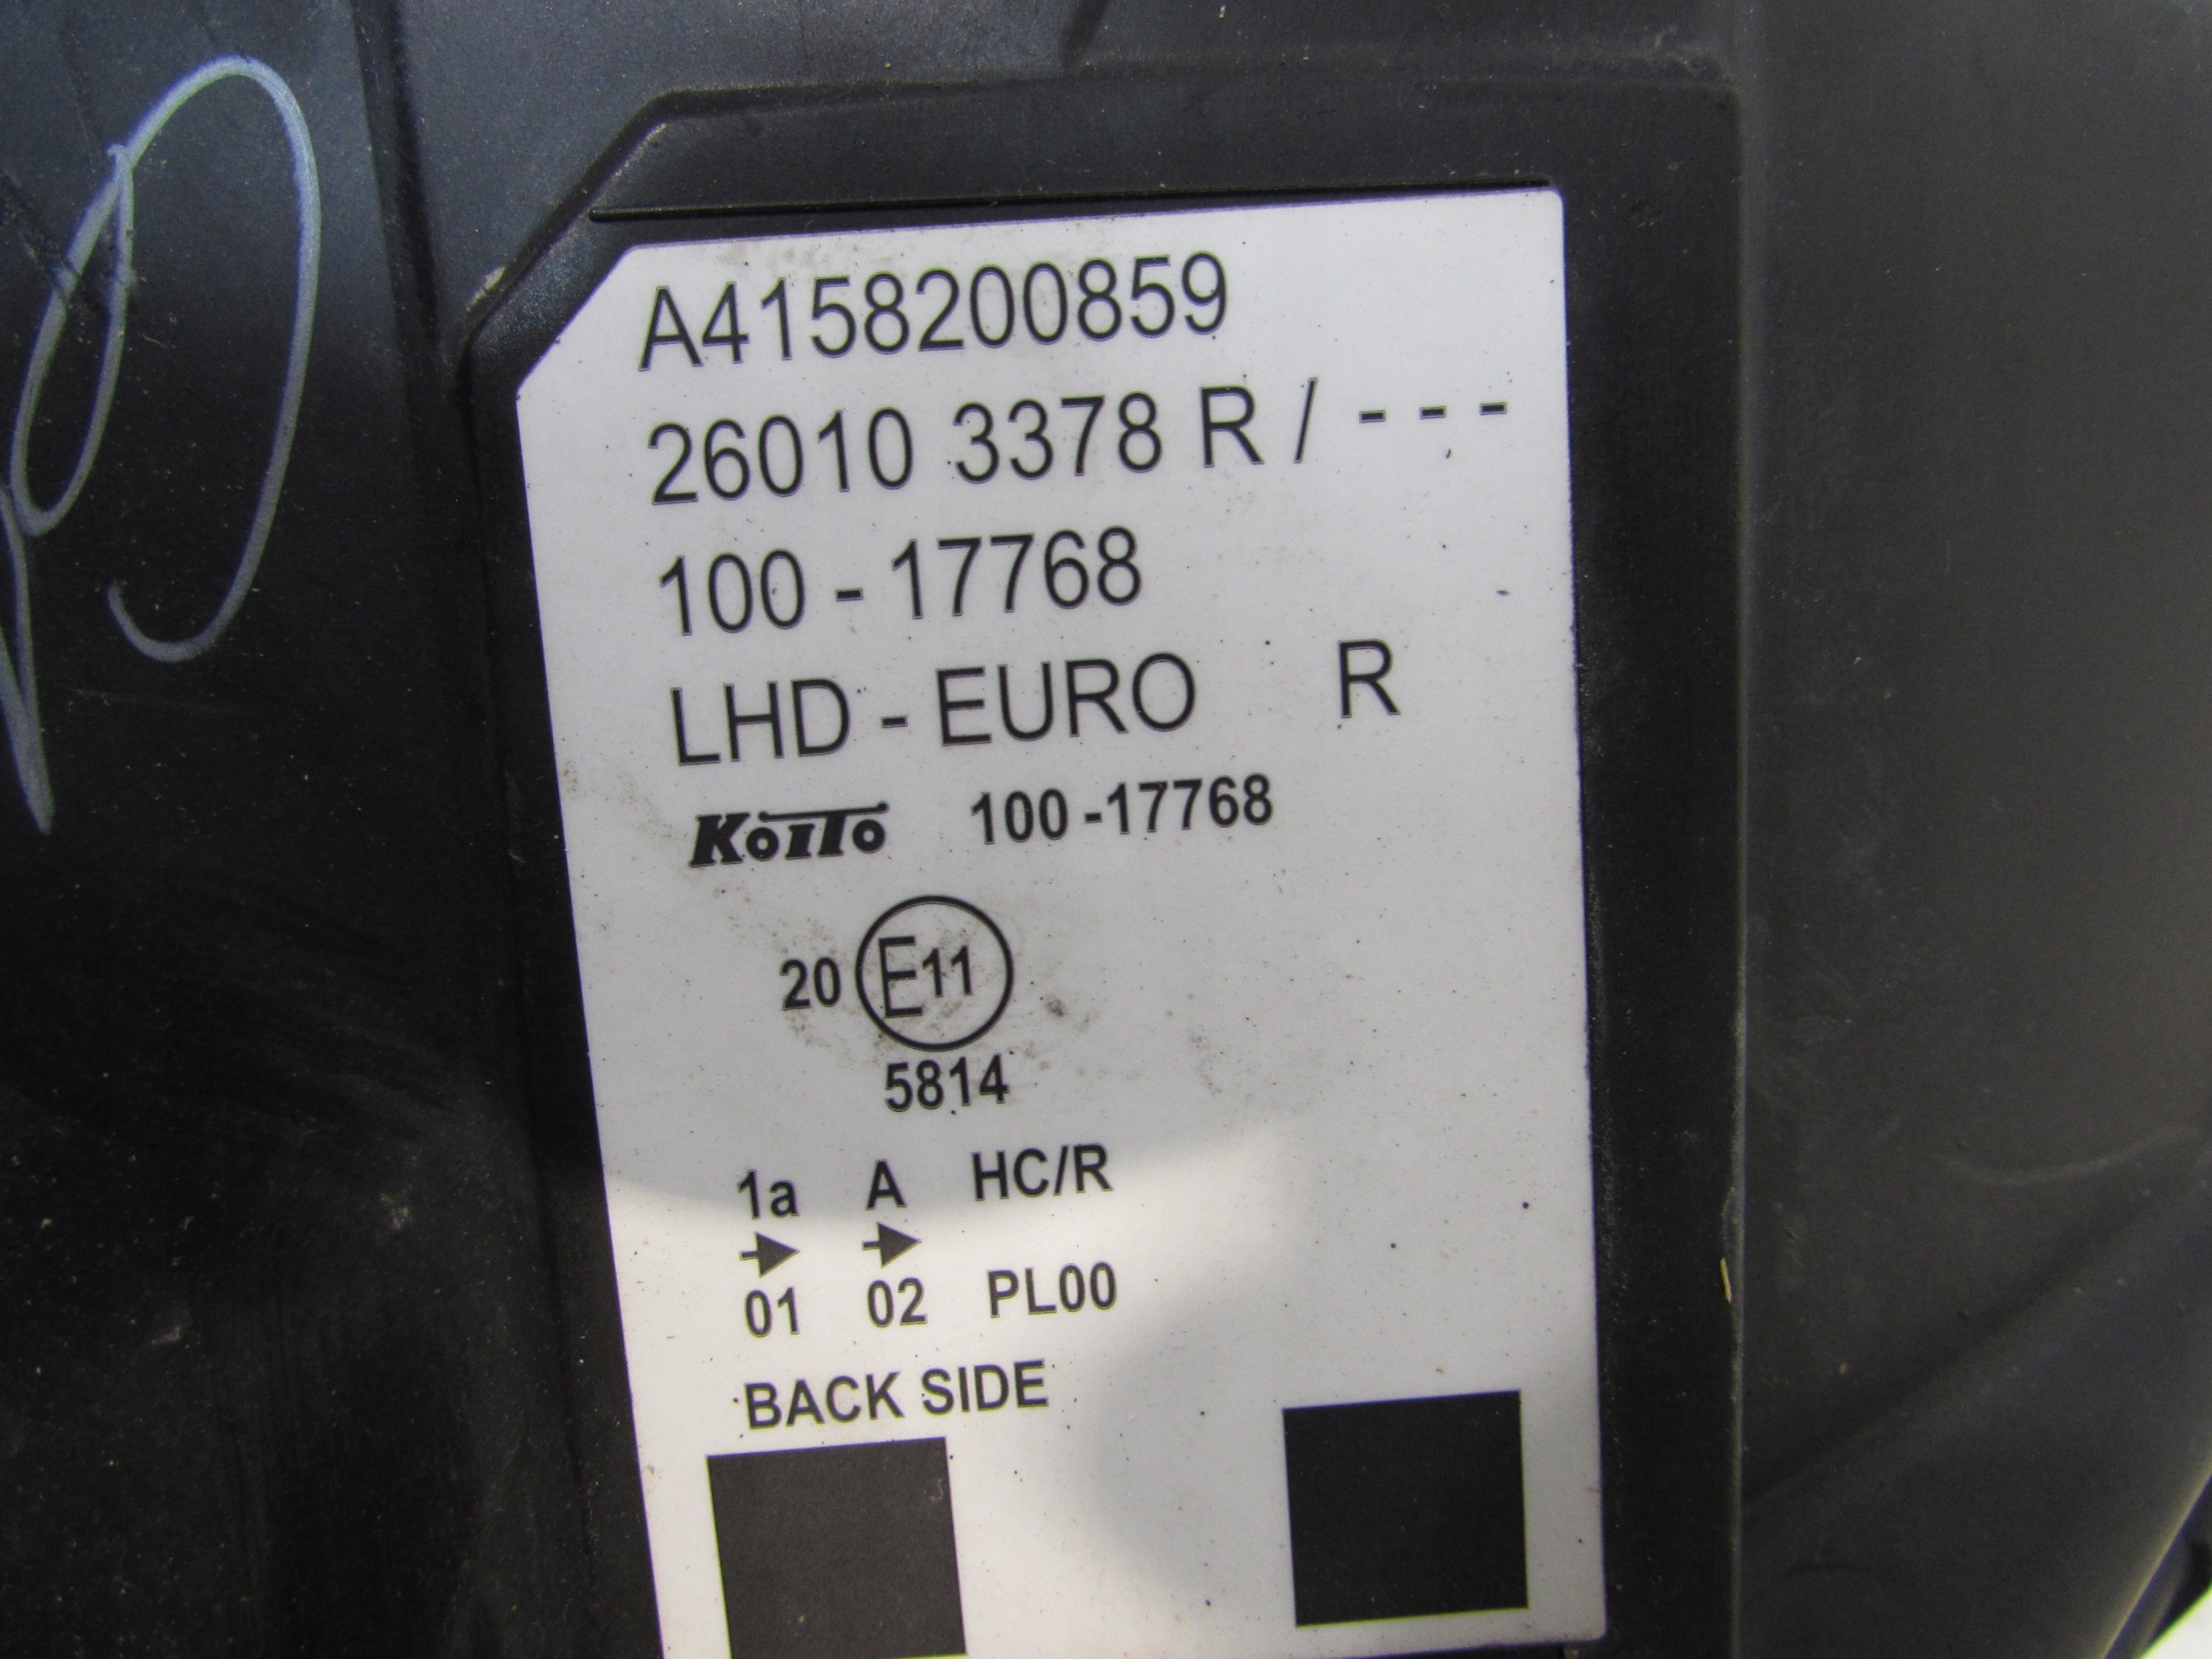 A4158200859
26010 3378 R / - - -
100 - 17768
LHD - EURO R
KOITO 100 -17768
20 E11
5814
1a A HC/R
01 02 PL00
BACK SIDE